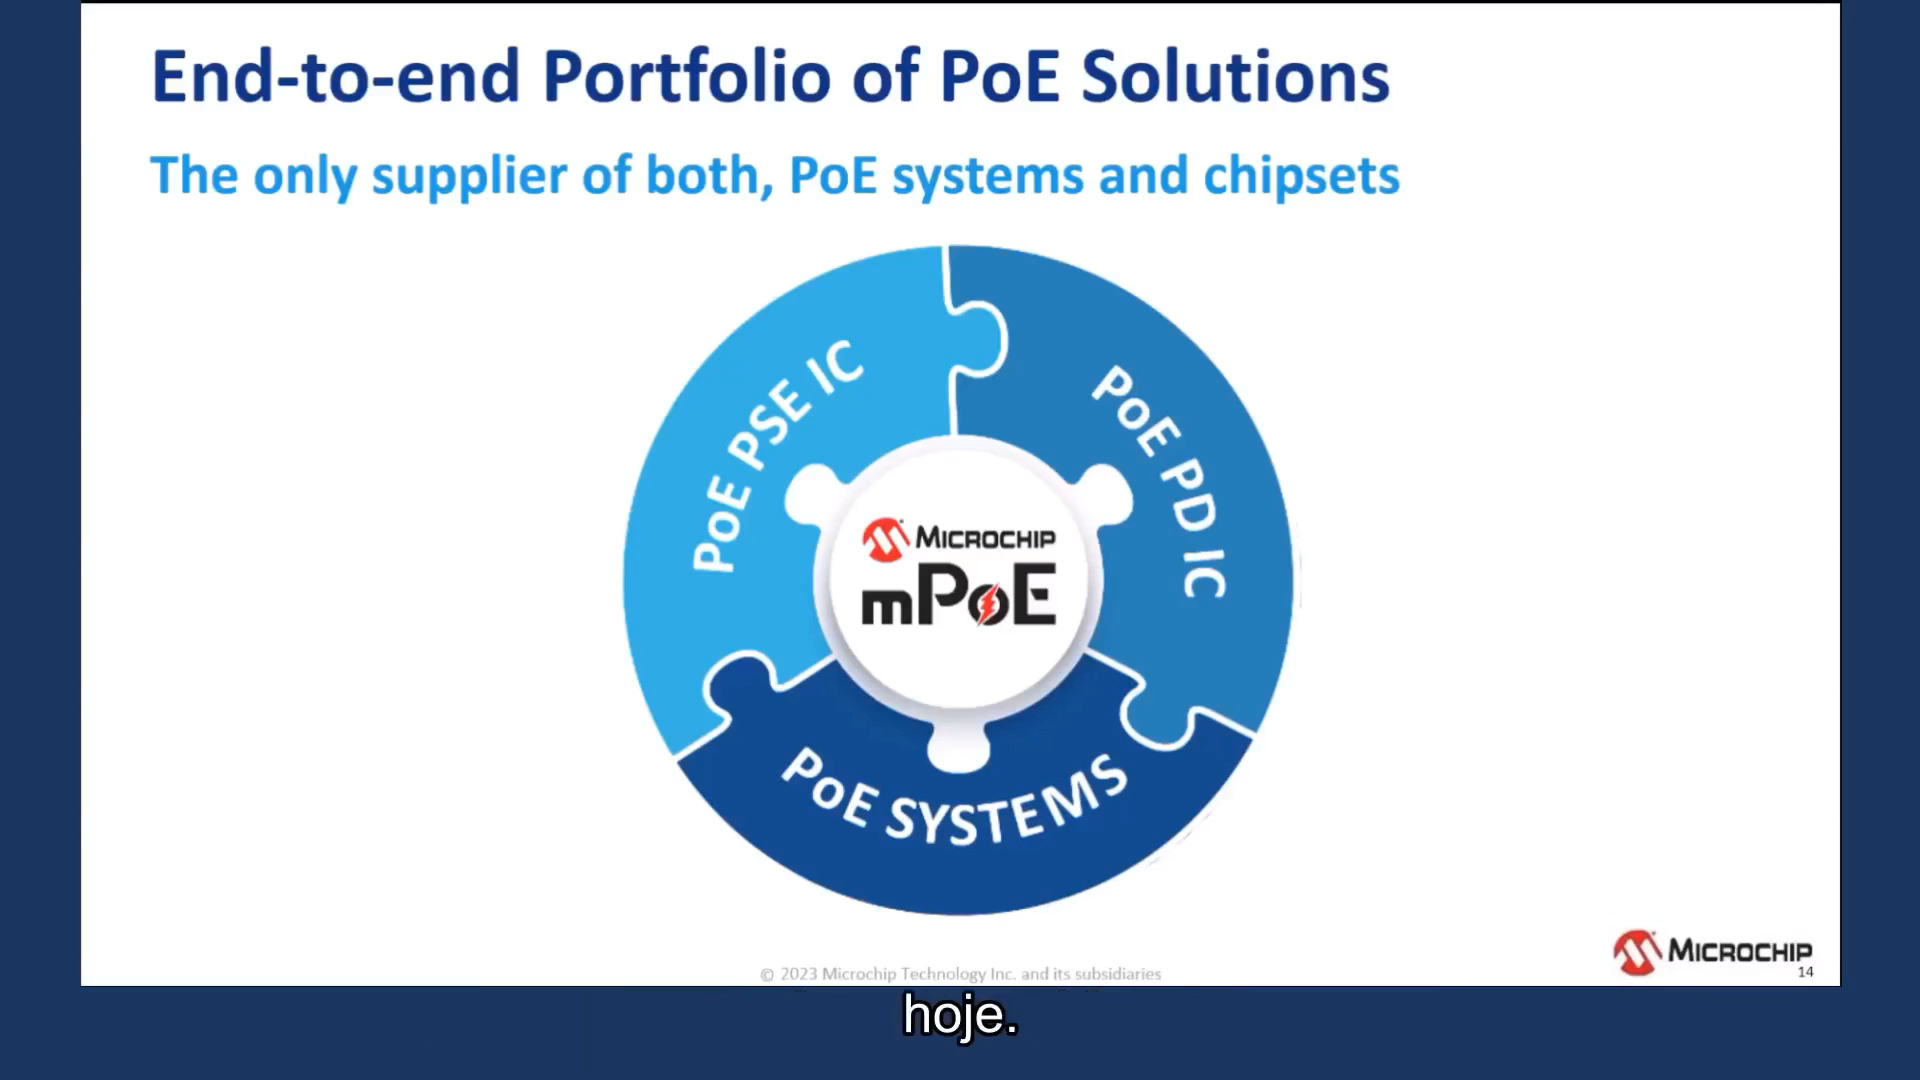 End-to-end Portfolio of PoE Solutions
The only supplier of both, PoE systems and chipsets
PoE PSE IC
PoE PD IC
MICROCHIP
mPoE
PoE SYSTEMS
MICROCHIP
14
© 2023 Microchip Technology Inc. and its subsidiaries
hoje.